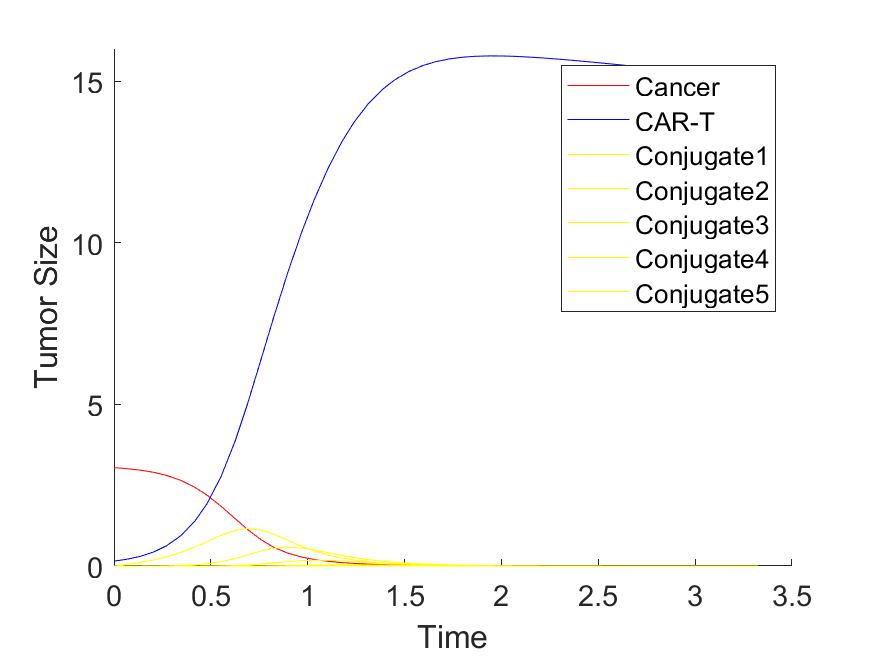 15
10
5
0
Tumor Size
0 0.5 1 1.5 2 2.5 3 3.5
Time
Cancer
CAR-T
Conjugate1
Conjugate2
Conjugate3
Conjugate4
Conjugate5